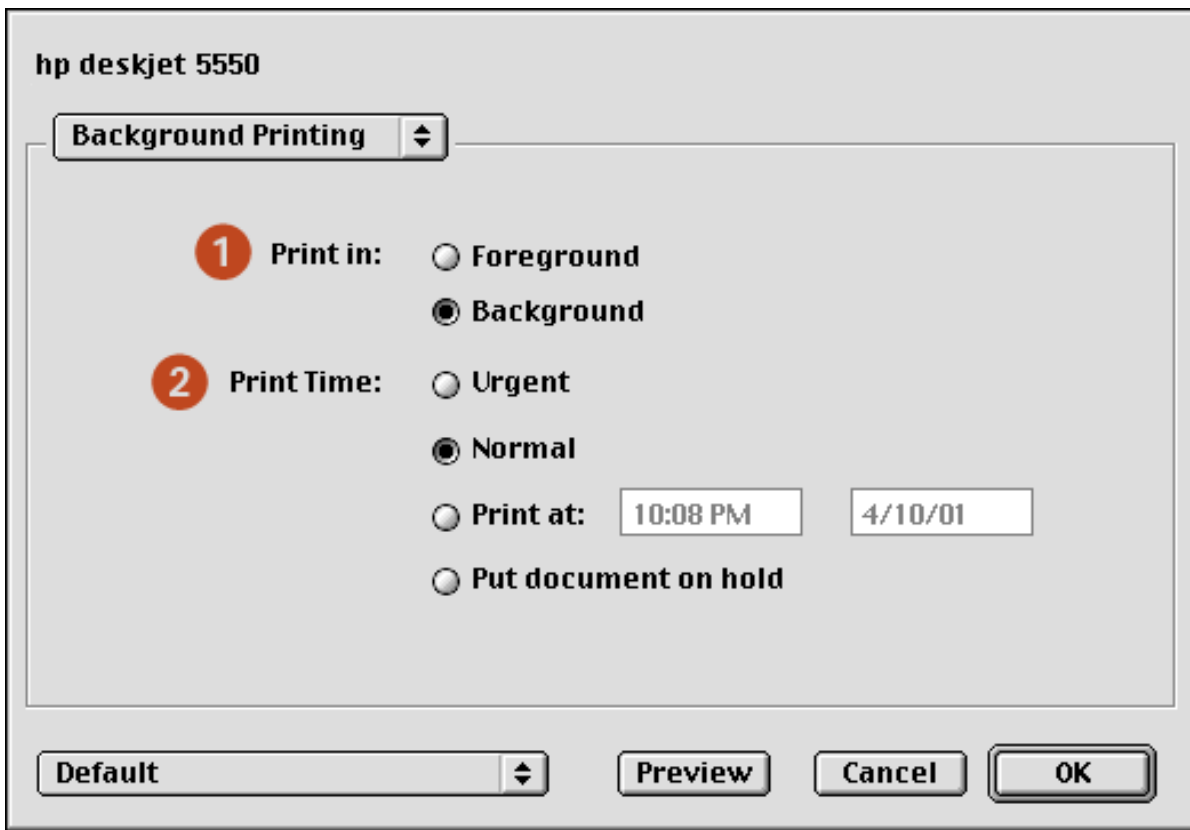 hp deskjet 5550
Background Printing
1 Print in: Foreground
Background
2 Print Time: Urgent
Normal
Print at: 10:08 PM 4/10/01
Put document on hold
Default Preview Cancel OK